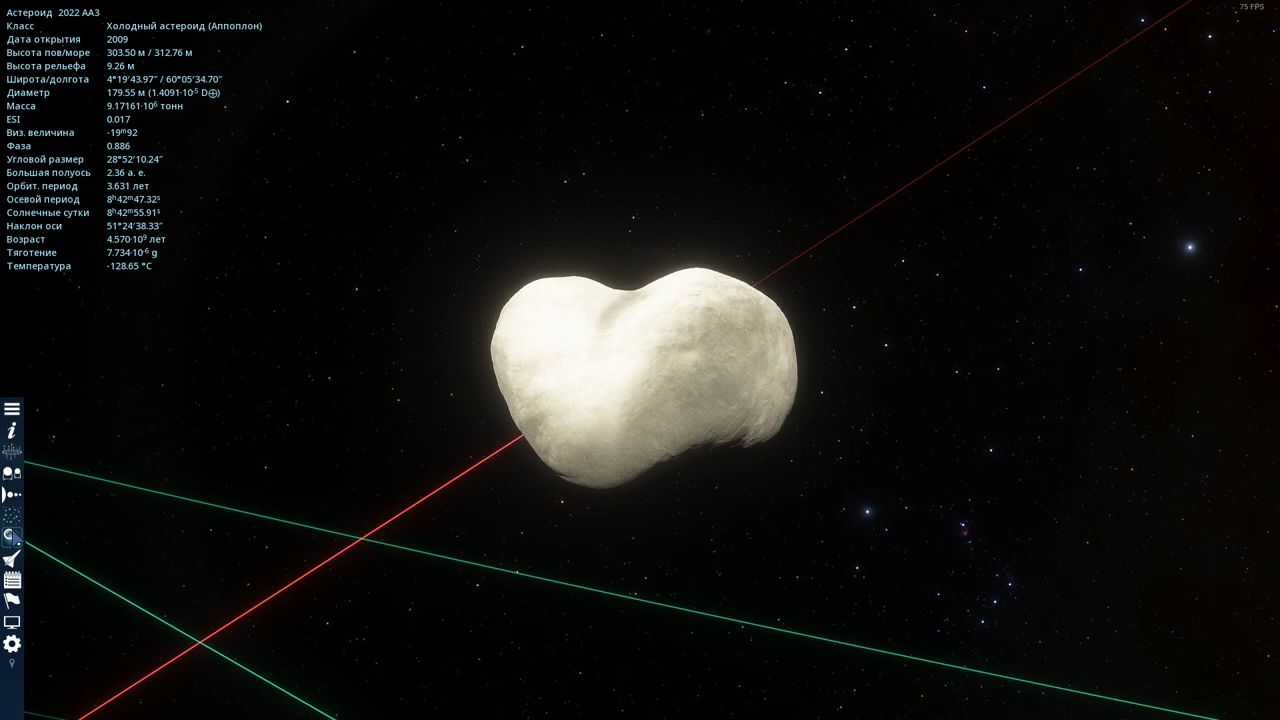 75 FPS
Астероид 2022 AA3
Класс Холодный астероид (Апоплон)
Дата открытия 2009
Высота пов/море 303.50 м / 312.76 м
Высота рельефа 9.26 м
Широта/долгота 4°19′43.97″ / 60°05′34.70″
Диаметр 179.55 м (1.4091·10⁻⁵ D⊕)
Масса 9.17161·10⁶ тонн
ESI 0.017
Виз. величина -19ᵐ92
Фаза 0.886
Угловой размер 28°52′10.24″
Большая полуось 2.36 а. е.
Орбит. период 3.631 лет
Осевой период 8ʰ42ᵐ47.32ˢ
Солнечные сутки 8ʰ42ᵐ55.91ˢ
Наклон оси 51°24′38.33″
Возраст 4.570·10⁹ лет
Тяготение 7.734·10⁻⁶ g
Температура -128.65 °C